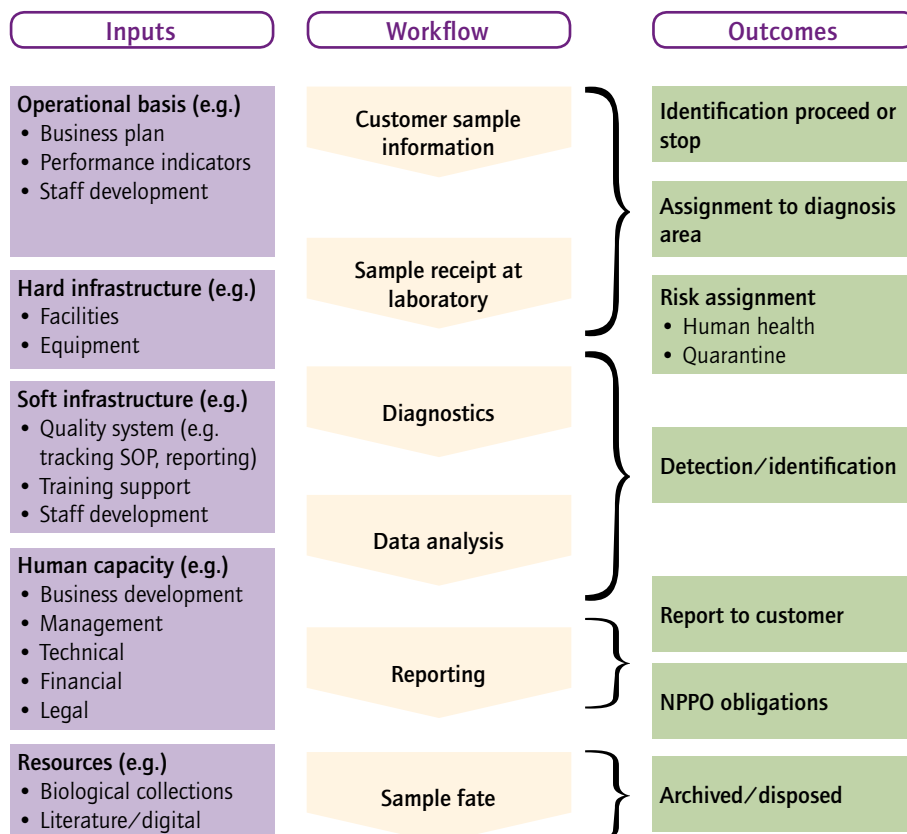 Inputs
Operational basis (e.g.)
• Business plan
• Performance indicators
• Staff development
Hard infrastructure (e.g.)
• Facilities
• Equipment
Soft infrastructure (e.g.)
• Quality system (e.g.
tracking SOP, reporting)
• Training support
• Staff development
Human capacity (e.g.)
• Business development
• Management
• Technical
• Financial
• Legal
Resources (e.g.)
• Biological collections
• Literature/digital
Workflow
Customer sample
information
Sample receipt at
laboratory
Diagnostics
Data analysis
Reporting
Sample fate
Outcomes
Identification proceed or
stop
Assignment to diagnosis
area
Risk assignment
• Human health
• Quarantine
Detection/identification
Report to customer
NPPO obligations
Archived/disposed